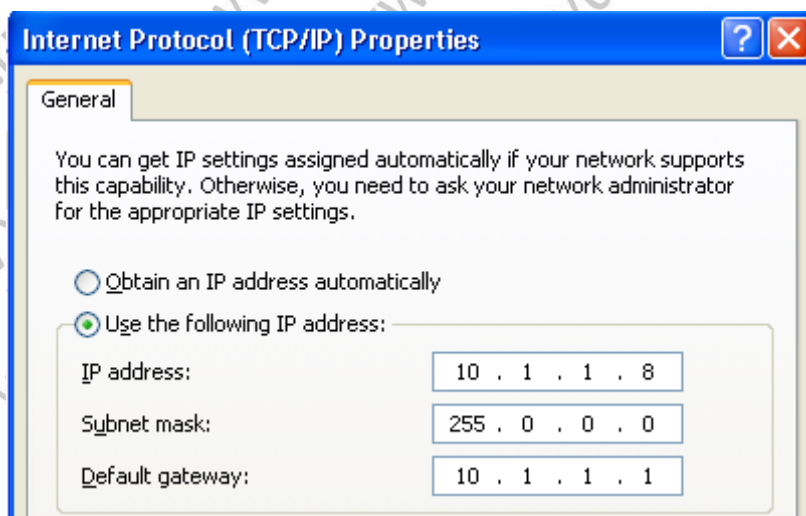 Internet Protocol (TCP/IP) Properties
General
You can get IP settings assigned automatically if your network supports
this capability. Otherwise, you need to ask your network administrator
for the appropriate IP settings.
Obtain an IP address automatically
Use the following IP address:
IP address: 10 . 1 . 1 . 8
Subnet mask: 255 . 0 . 0 . 0
Default gateway: 10 . 1 . 1 . 1